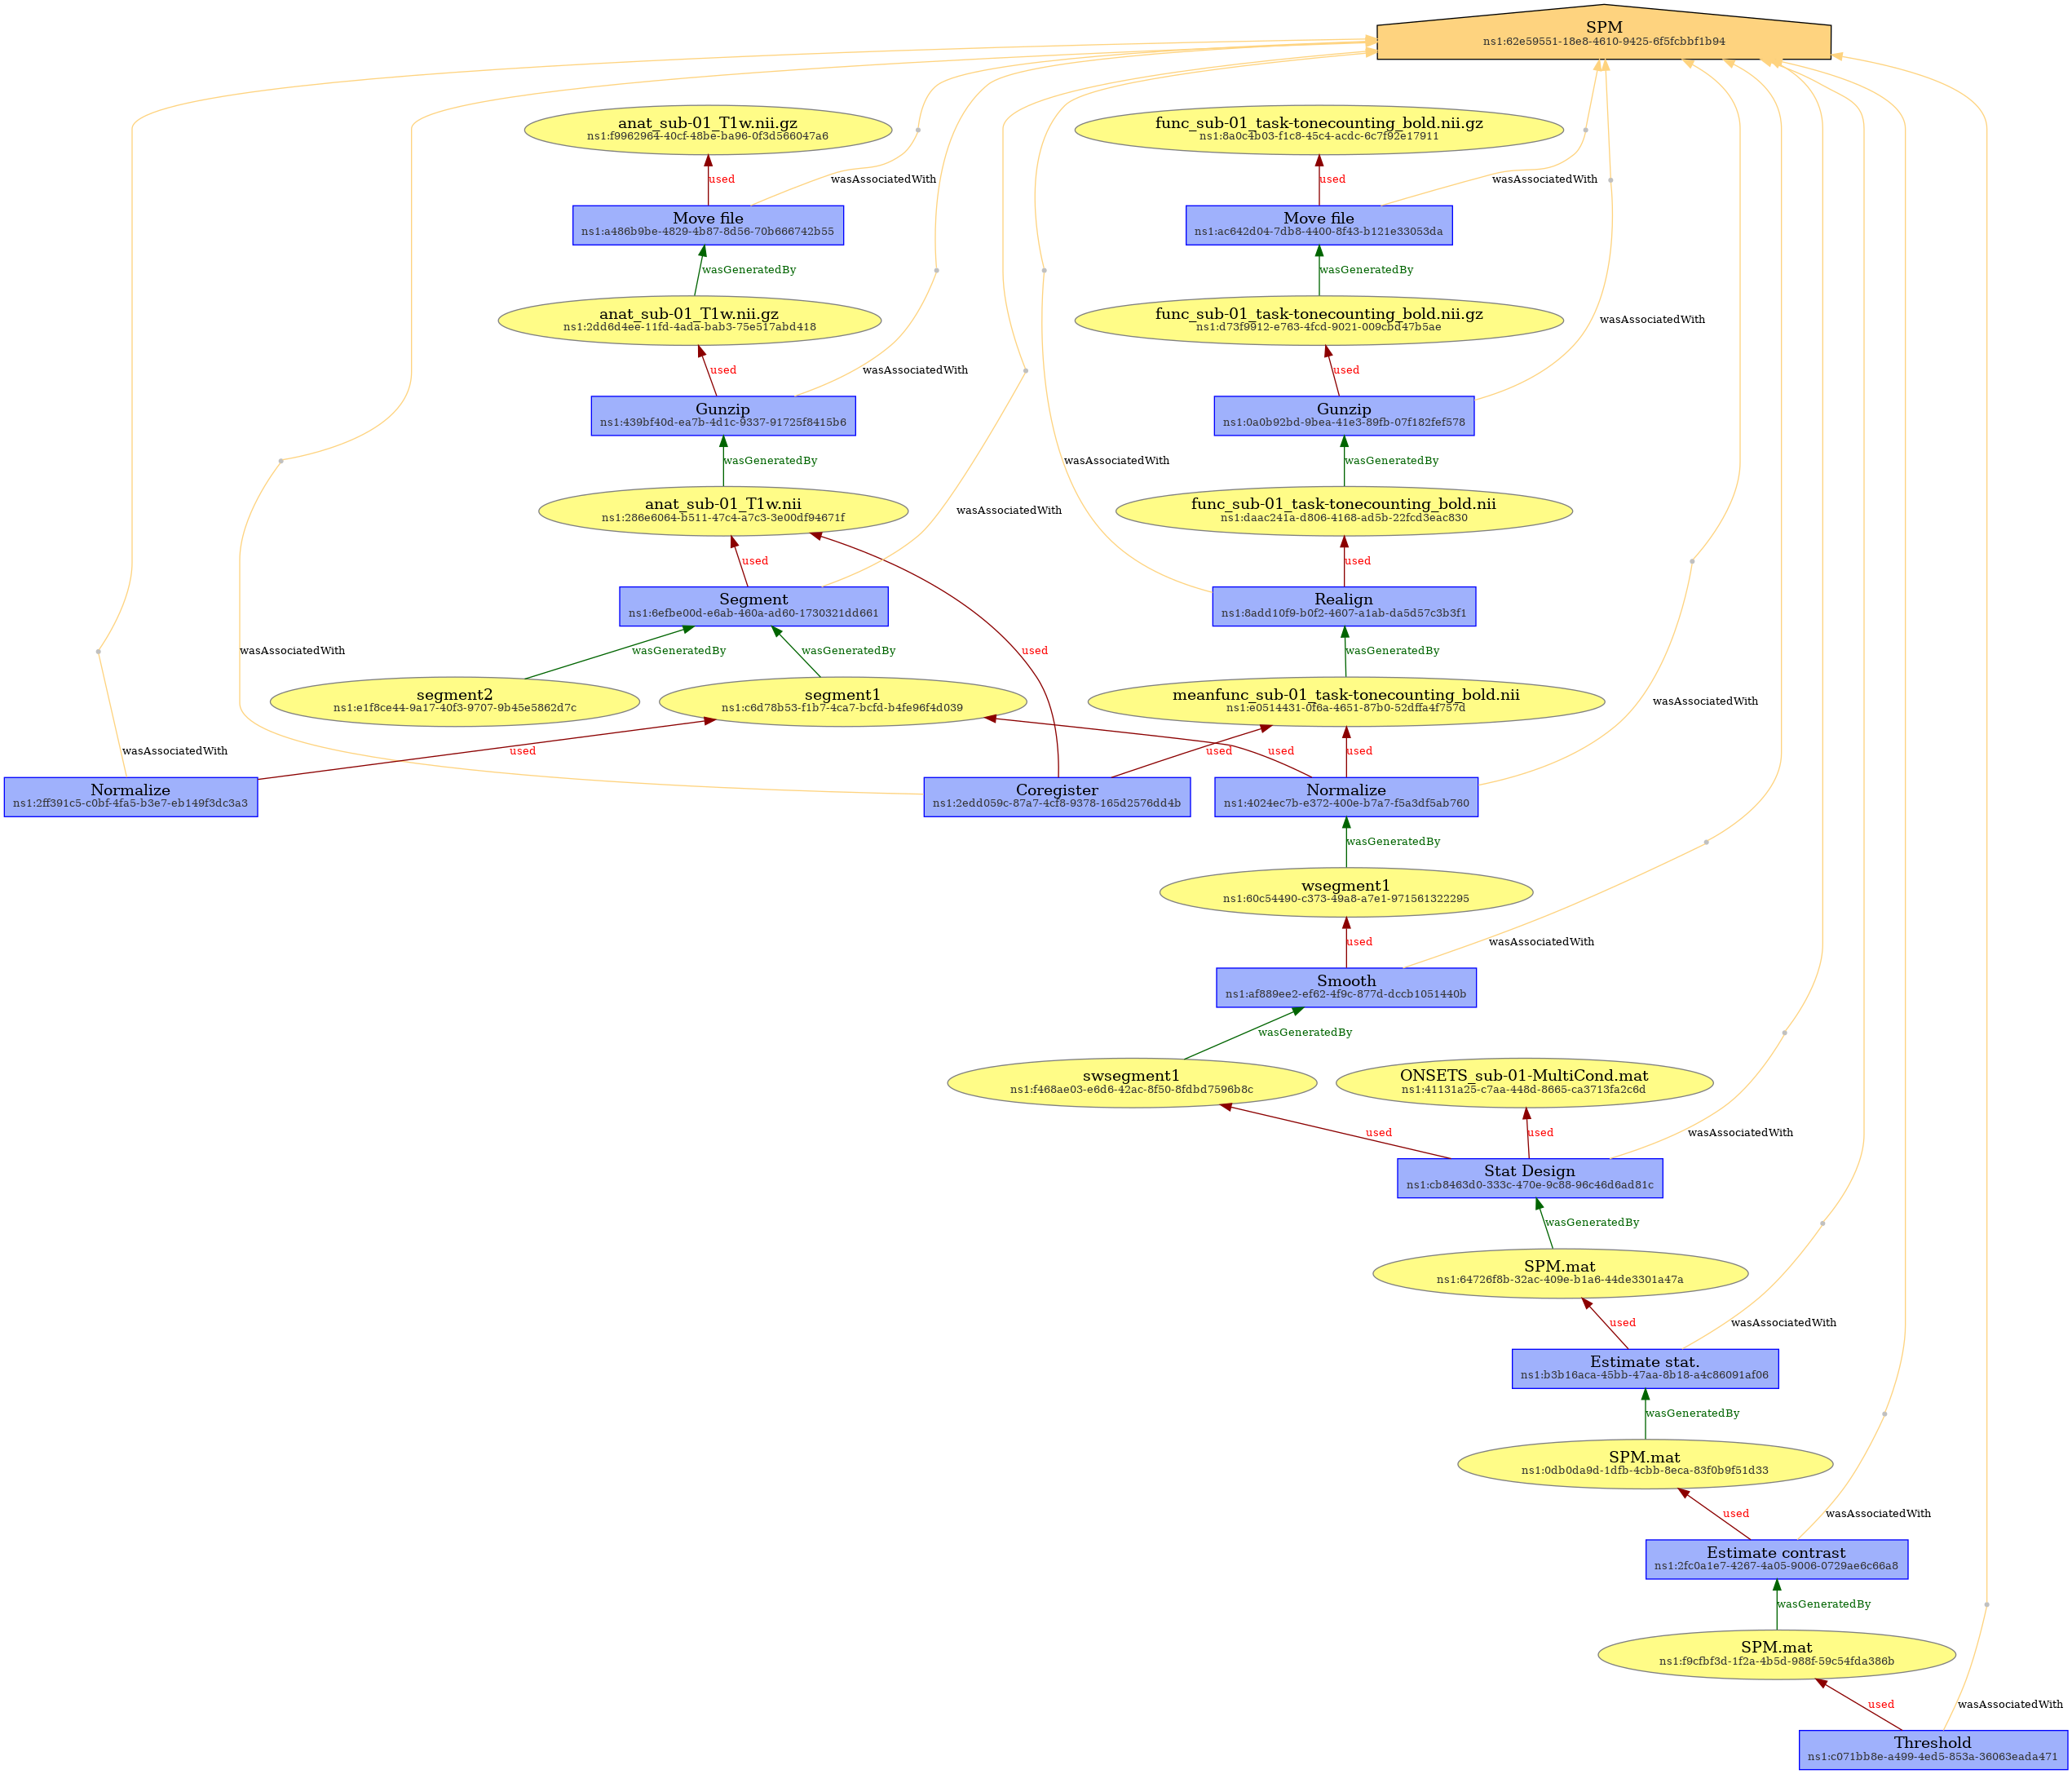 SPM
ns1:62e59551-18e8-4610-9425-6f5fcbbf1b94
anat_sub-01_T1w.nii.gz
ns1:f9962964-40cf-48be-ba96-0f3d566047a6
func_sub-01_task-tonecounting_bold.nii.gz
ns1:8a0c4b03-f1c8-45c4-acdc-6c7f92e17911
used
wasAssociatedWith
used
wasAssociatedWith
Move file
ns1:a486b9be-4829-4b87-8d56-70b666742b55
Move file
ns1:ac642d04-7db8-4400-8f43-b121e33053da
wasGeneratedBy
wasGeneratedBy
anat_sub-01_T1w.nii.gz
ns1:2dd6d4ee-11fd-4ada-bab3-75e517abd418
func_sub-01_task-tonecounting_bold.nii.gz
ns1:d73f9912-e763-4fcd-9021-009cbd47b5ae
wasAssociatedWith
used
wasAssociatedWith
used
Gunzip
ns1:439bf40d-ea7b-4d1c-9337-91725f8415b6
Gunzip
ns1:0a0b92bd-9bea-41e3-89fb-07f182fef578
wasGeneratedBy
wasAssociatedWith
wasGeneratedBy
anat_sub-01_T1w.nii
ns1:286e6064-b511-47c4-a7c3-3e00df94671f
wasAssociatedWith
func_sub-01_task-tonecounting_bold.nii
ns1:daac241a-d806-4168-ad5b-22fcd3eac830
used
used
Segment
ns1:6efbe00d-e6ab-460a-ad60-1730321dd661
Realign
ns1:8add10f9-b0f2-4607-a1ab-da5d57c3b3f1
wasAssociatedWith
wasGeneratedBy
wasGeneratedBy
used
wasGeneratedBy
segment2
ns1:e1f8ce44-9a17-40f3-9707-9b45e5862d7c
segment1
ns1:c6d78b53-f1b7-4ca7-bcfd-b4fe96f4d039
meanfunc_sub-01_task-tonecounting_bold.nii
ns1:e0514431-0f6a-4651-87b0-52dffa4f757d
wasAssociatedWith
wasAssociatedWith
used
used
used
used
Normalize
ns1:2ff391c5-c0bf-4fa5-b3e7-eb149f3dc3a3
Coregister
ns1:2edd059c-87a7-4cf8-9378-165d2576dd4b
Normalize
ns1:4024ec7b-e372-400e-b7a7-f5a3df5ab760
wasGeneratedBy
wsegment1
ns1:60c54490-c373-49a8-a7e1-971561322295
used
wasAssociatedWith
Smooth
ns1:af889ee2-ef62-4f9c-877d-dccb1051440b
wasGeneratedBy
swsegment1
ns1:f468ae03-e6d6-42ac-8f50-8fdbd7596b8c
ONSETS_sub-01-MultiCond.mat
ns1:41131a25-c7aa-448d-8665-ca3713fa2c6d
used
used
wasAssociatedWith
Stat Design
ns1:cb8463d0-333c-470e-9c88-96c46d6ad81c
wasGeneratedBy
SPM.mat
ns1:64726f8b-32ac-409e-b1a6-44de3301a47a
used
wasAssociatedWith
Estimate stat.
ns1:b3b16aca-45bb-47aa-8b18-a4c86091af06
wasGeneratedBy
SPM.mat
ns1:0db0da9d-1dfb-4cbb-8eca-83f0b9f51d33
used
wasAssociatedWith
Estimate contrast
ns1:2fc0a1e7-4267-4a05-9006-0729ae6c66a8
wasGeneratedBy
SPM.mat
ns1:f9cfbf3d-1f2a-4b5d-988f-59c54fda386b
used
wasAssociatedWith
Threshold
ns1:c071bb8e-a499-4ed5-853a-36063eada471